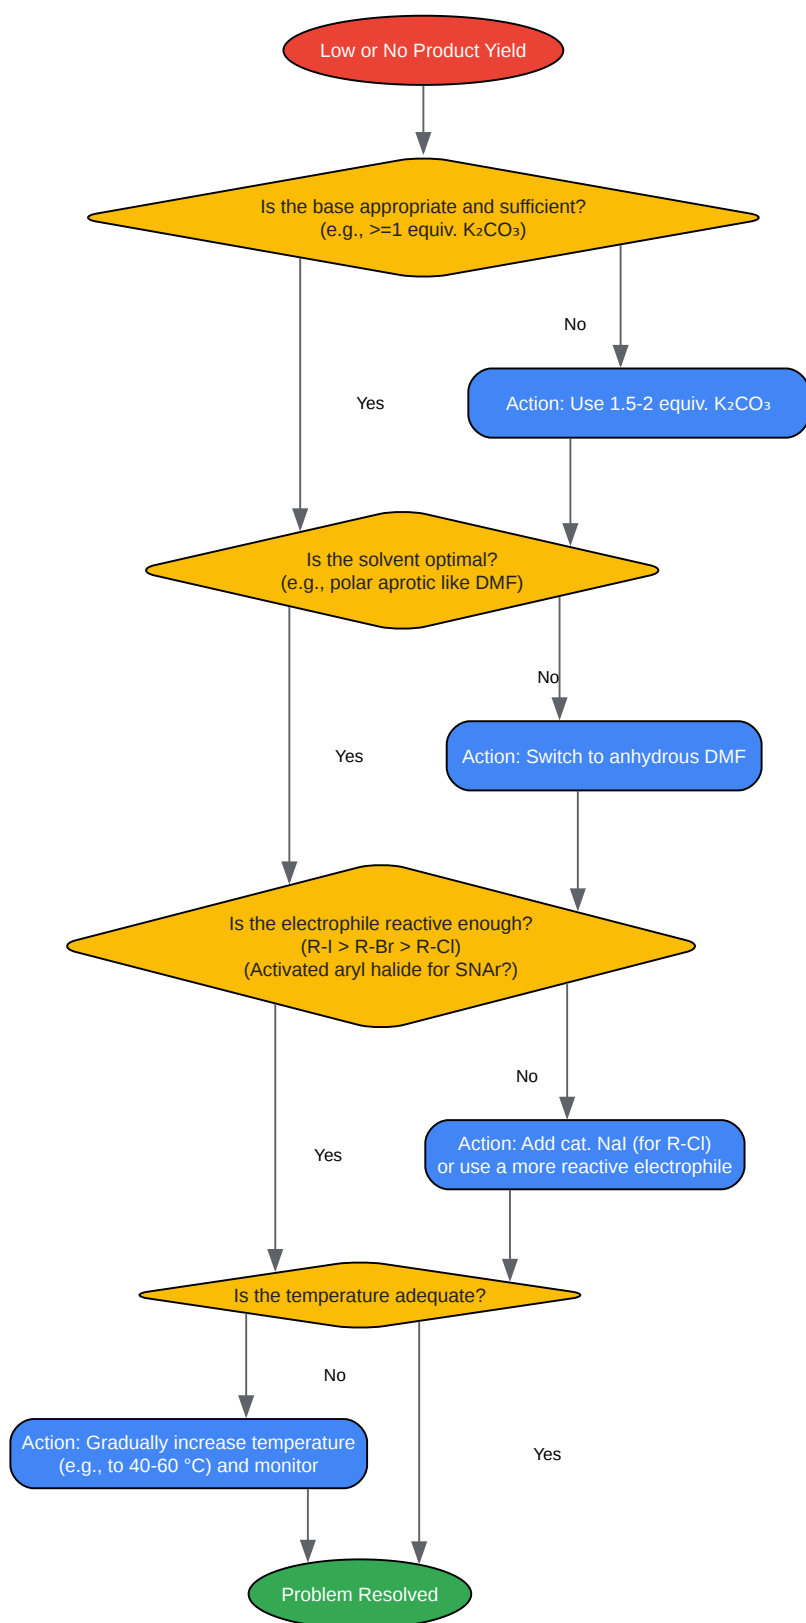 Low or No Product Yield
Is the base appropriate and sufficient?
(e.g., >=1 equiv. K₂CO₃)
No
Yes
Action: Use 1.5-2 equiv. K₂CO₃
Is the solvent optimal?
(e.g., polar aprotic like DMF)
No
Yes
Action: Switch to anhydrous DMF
Is the electrophile reactive enough?
(R-I > R-Br > R-Cl)
(Activated aryl halide for SNAr?)
No
Yes
Action: Add cat. NaI (for R-Cl)
or use a more reactive electrophile
Is the temperature adequate?
No
Action: Gradually increase temperature
(e.g., to 40-60 °C) and monitor
Yes
Problem Resolved